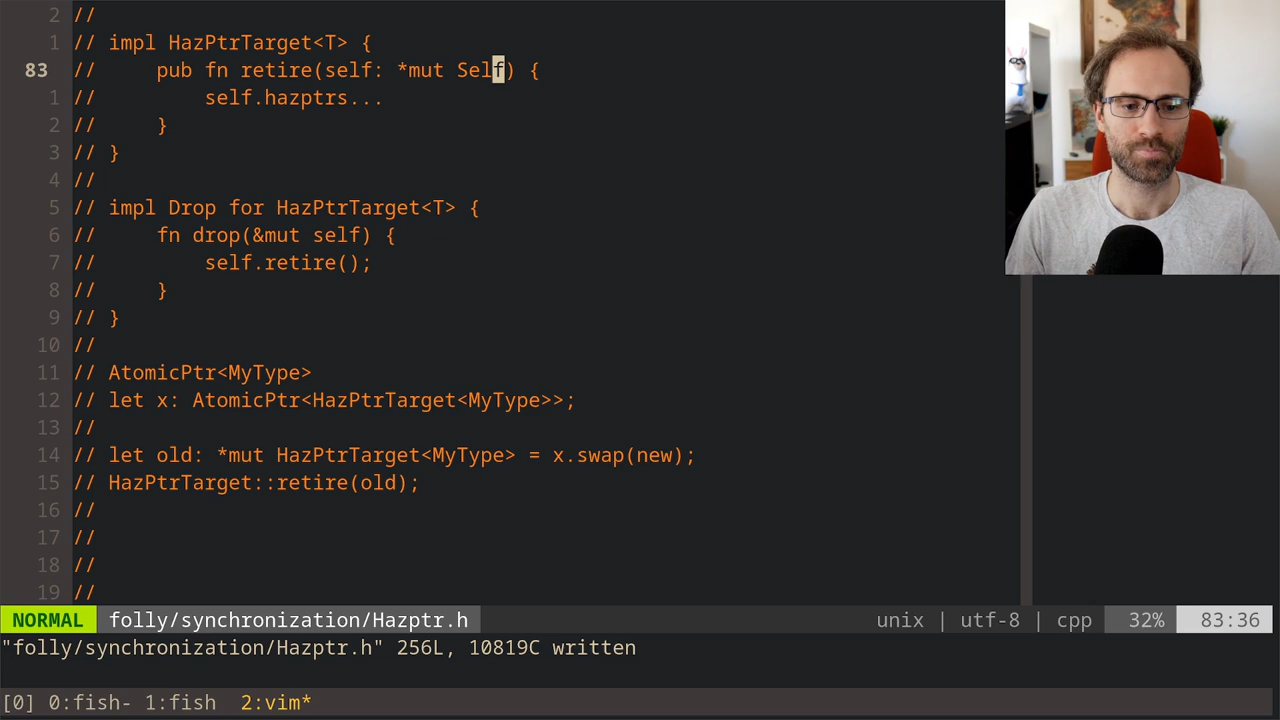 2 //
1 // impl HazPtrTarget<T> {
83 //     pub fn retire(self: *mut Self) {
1 //         self.hazptrs...
2 //     }
3 // }
4 //
5 // impl Drop for HazPtrTarget<T> {
6 //     fn drop(&mut self) {
7 //         self.retire();
8 //     }
9 // }
10 //
11 // AtomicPtr<MyType>
12 // let x: AtomicPtr<HazPtrTarget<MyType>>;
13 //
14 // let old: *mut HazPtrTarget<MyType> = x.swap(new);
15 // HazPtrTarget::retire(old);
16 //
17 //
18 //
19 //
NORMAL folly/synchronization/Hazptr.h unix | utf-8 | cpp 32% 83:36
"folly/synchronization/Hazptr.h" 256L, 10819C written
[0] 0:fish- 1:fish 2:vim*